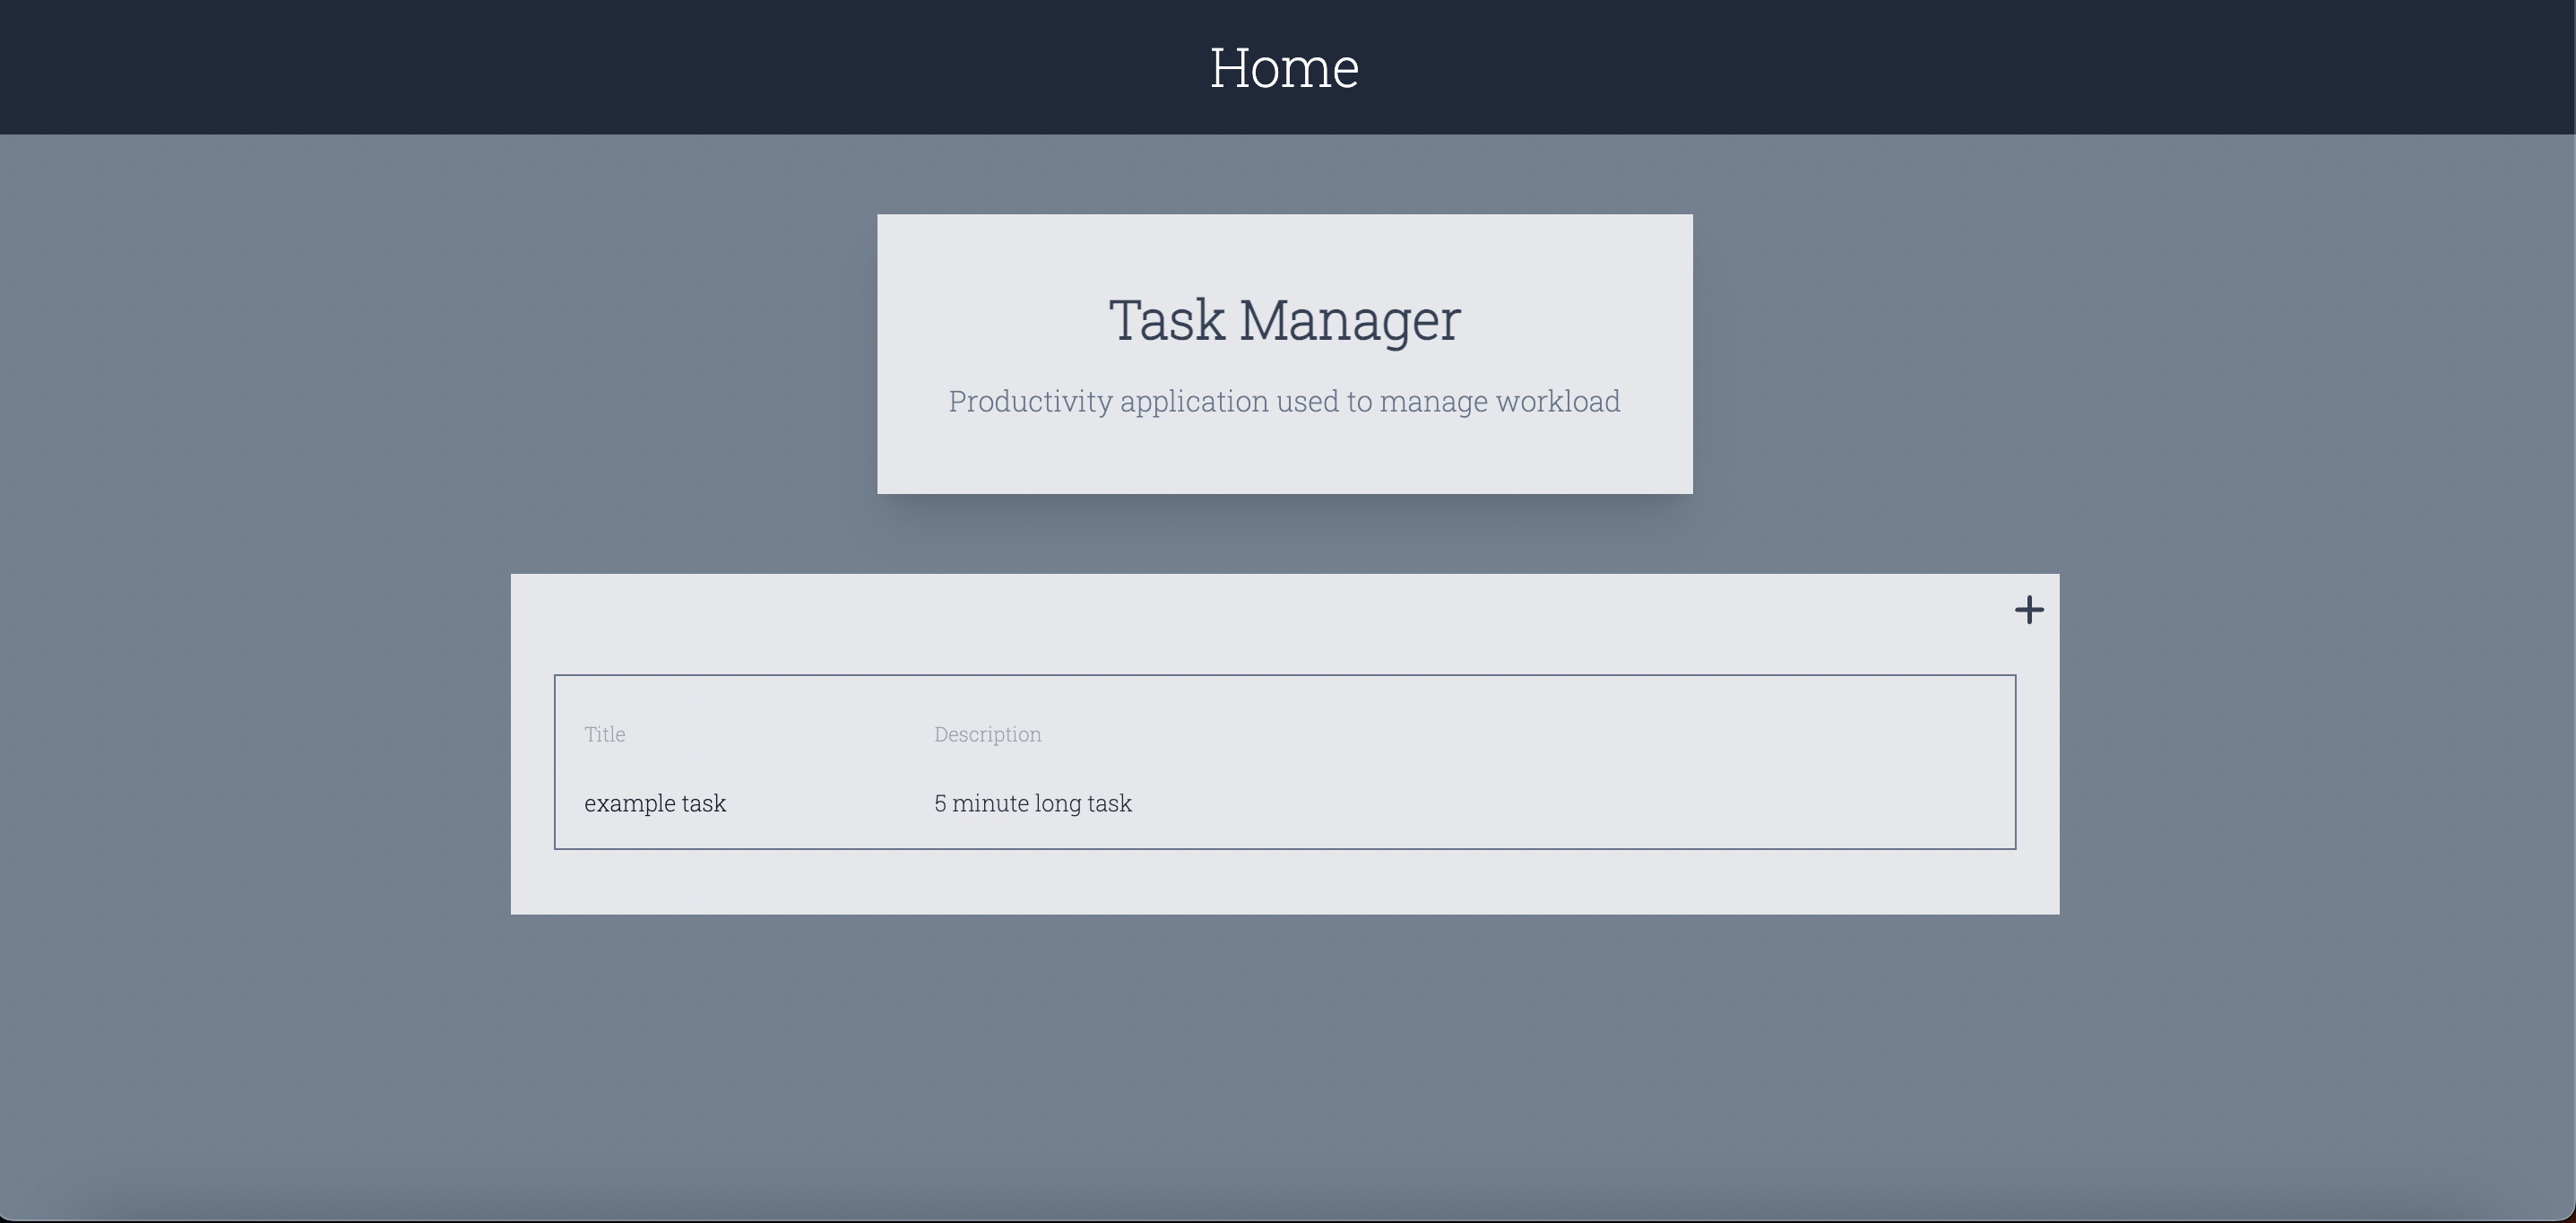 Home
Task Manager
Productivity application used to manage workload
Title Description
example task 5 minute long task